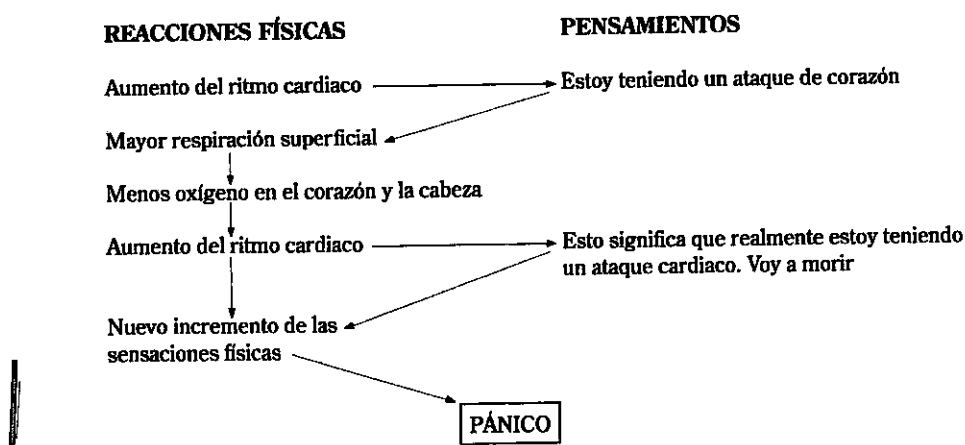 REACCIONES FÍSICAS
PENSAMIENTOS
Aumento del ritmo cardiaco
Estoy teniendo un ataque de corazón
Mayor respiración superficial
Menos oxígeno en el corazón y la cabeza
Aumento del ritmo cardiaco
Esto significa que realmente estoy teniendo
un ataque cardiaco. Voy a morir
Nuevo incremento de las
sensaciones físicas
PÁNICO